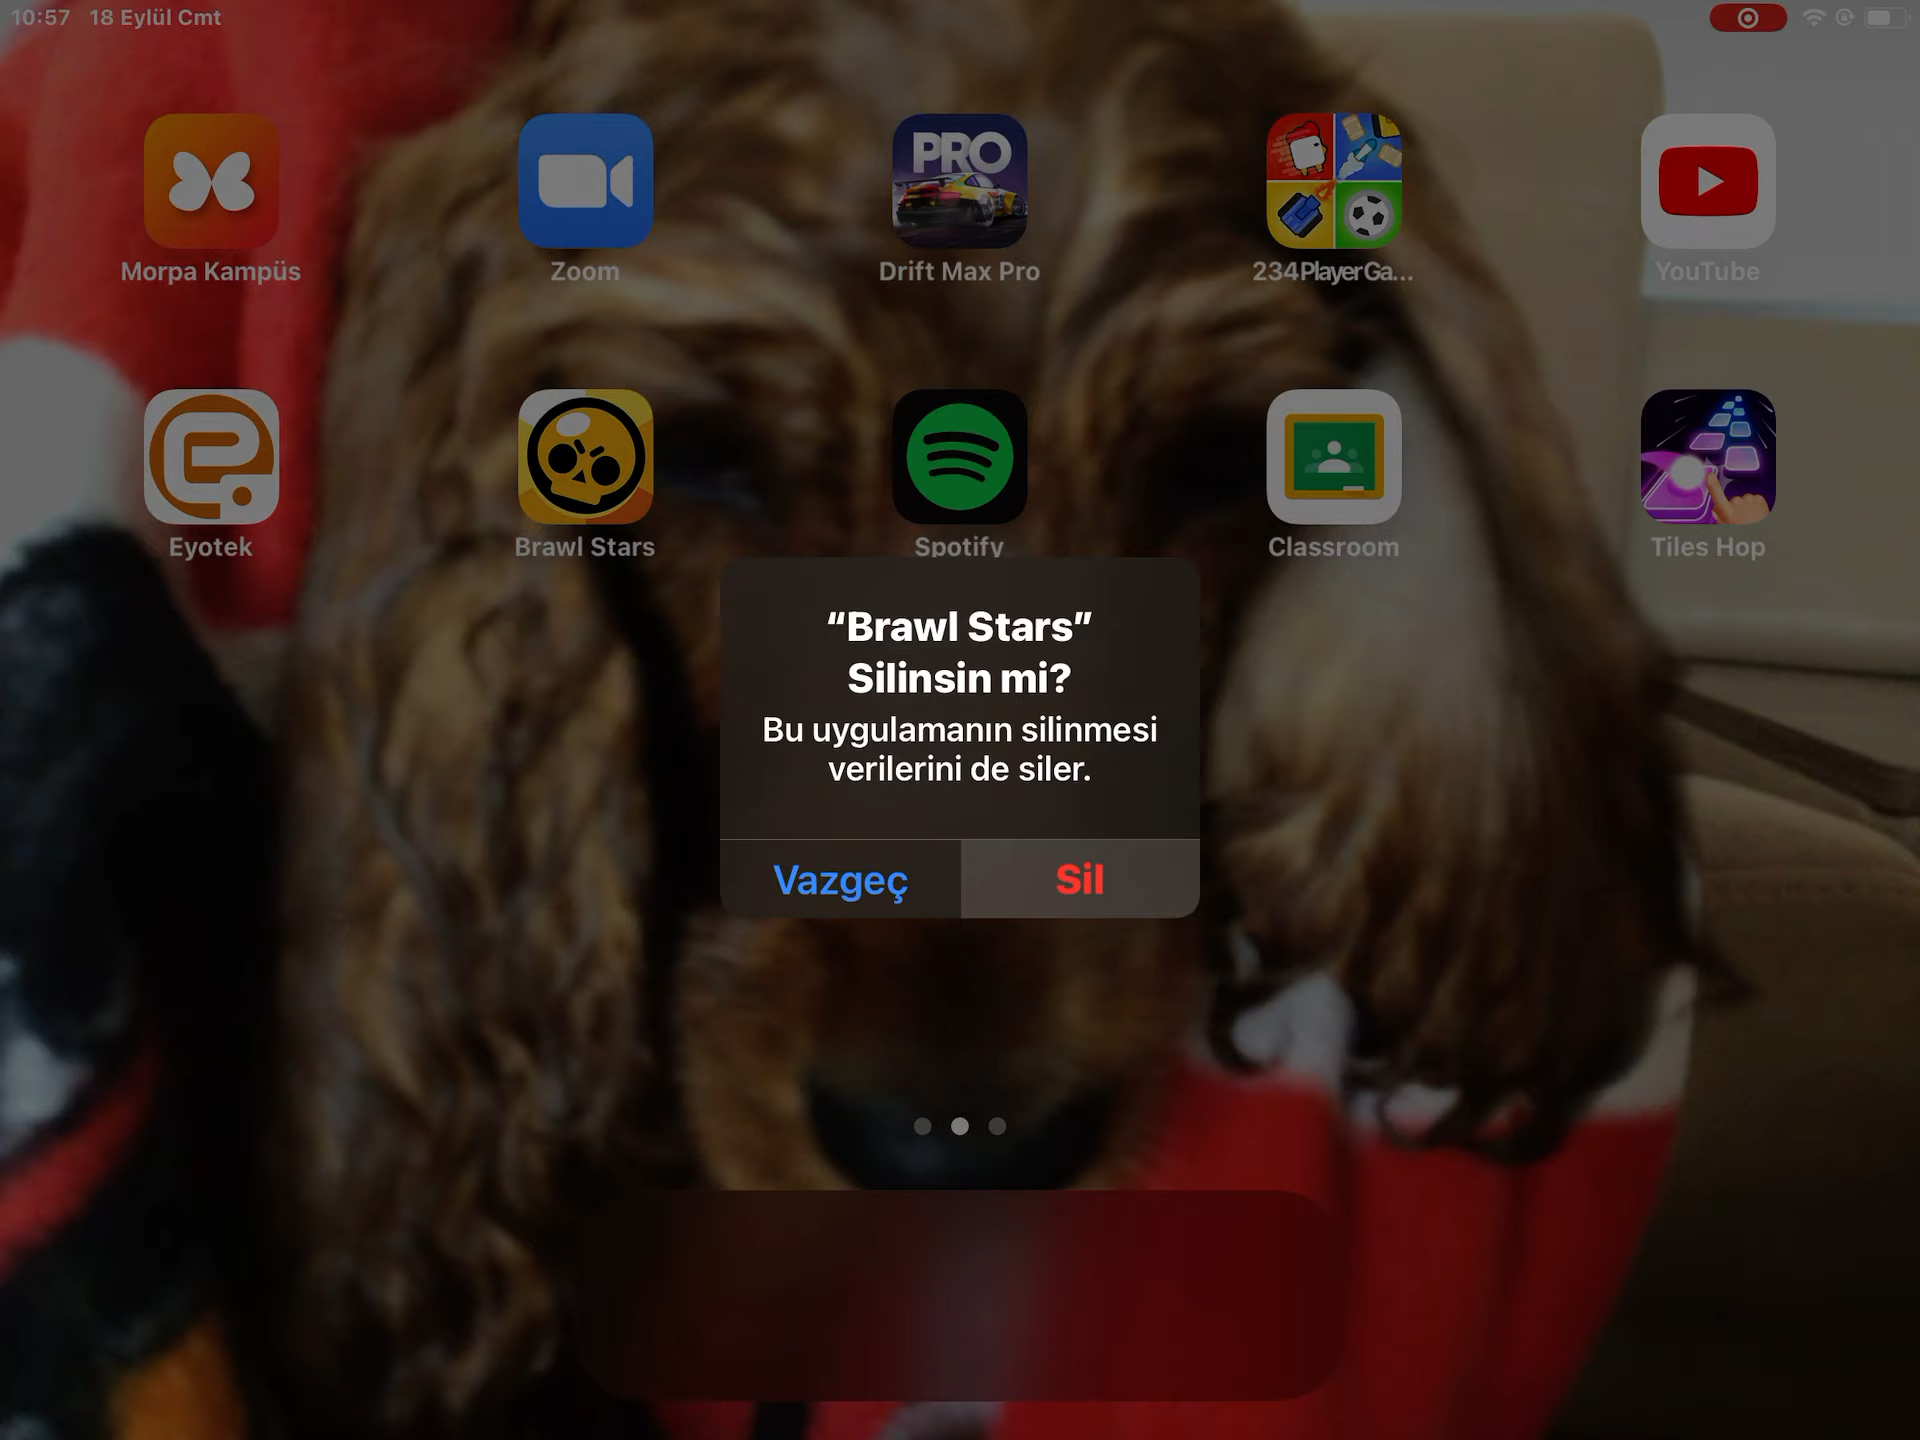 10:57 18 Eylül Cmt
PRO
Morpa Kampüs
Zoom
Drift Max Pro
234PlayerGa...
YouTube
Eyotek
Brawl Stars
Spotify
Classroom
Tiles Hop
“Brawl Stars”
Silinsin mi?
Bu uygulamanın silinmesi
verilerini de siler.
Vazgeç
Sil